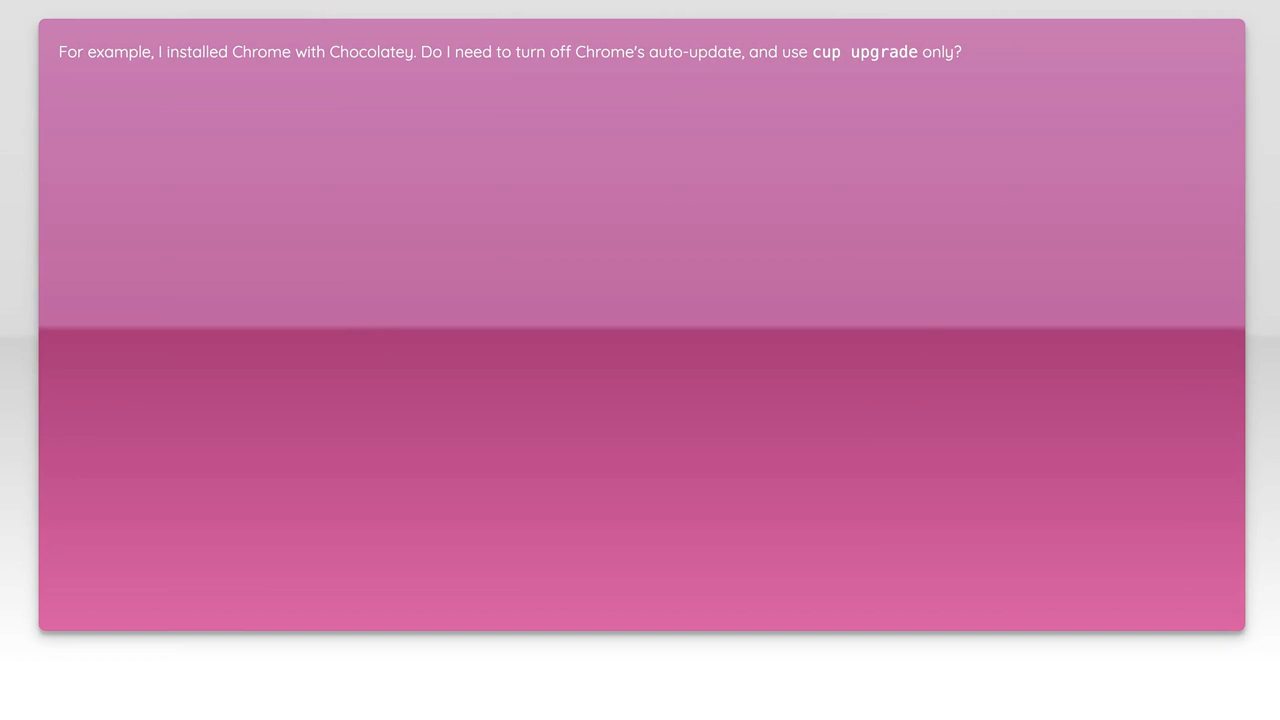 For example, I installed Chrome with Chocolatey. Do I need to turn off Chrome's auto-update, and use cup upgrade only?